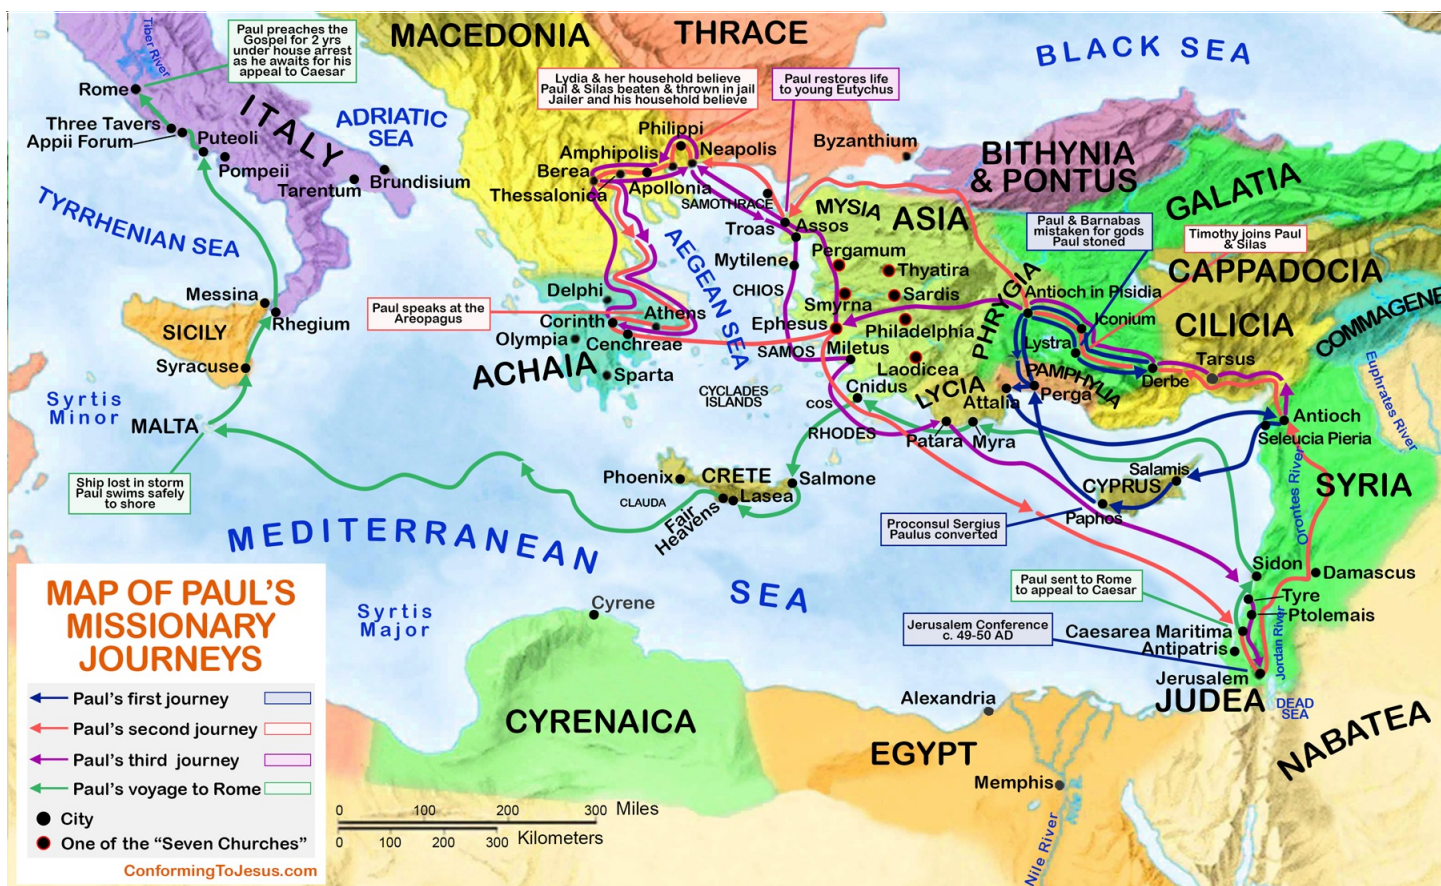 Paul preaches the
Gospel for 2 yrs
under house arrest
as he awaits for his
appeal to Caesar
Tiber River
MACEDONIA
THRACE
BLACK SEA
Lydia & her household believe
Paul & Silas beaten & thrown in jail
Jailer and his household believe
Paul restores life
to young Eutychus
Rome
ITALY
ADRIATIC
SEA
Three Taverns
Appii Forum
Puteoli
Pompeii
Tarentum
Brundisium
Philippi
Neapolis
Amphipolis
Berea
Apollonia
Thessalonica
Byzanthium
BITHYNIA
& PONTUS
GALATIA
SAMOTHRACE
MYSIA
ASIA
Troas
Assos
Paul & Barnabas
mistaken for gods
Paul stoned
Timothy joins Paul
& Silas
TYRRHENIAN SEA
AEGEAN SEA
Pergamum
Mytilene
Thyatira
CAPPADOCIA
CHIOS
Smyrna
Sardis
PHRYGIA
Antioch in Pisidia
Messina
Delphi
Paul speaks at the
Areopagus
Athens
Corinth
Ephesus
Philadelphia
Iconium
CILICIA
COMMAGENE
SICILY
Rhegium
Olympia
Cenchreae
SAMOS
Miletus
Lystra
Syracuse
ACHAIA
Sparta
Laodicea
PAMPHYLIA
Derbe
Tarsus
Euphrates River
Syrtis
Minor
CYCLADES
ISLANDS
Cnidus
LYCIA
Attalia
Perga
COS
MALTA
RHODES
Patara
Myra
Antioch
Seleucia Pieria
Ship lost in storm
Paul swims safely
to shore
Phoenix
CRETE
Salmone
Salamis
CYPRUS
SYRIA
CLAUDA
Lasea
Fair
Heavens
Paphos
Orontes River
MEDITERRANEAN
SEA
Proconsul Sergius
Paulus converted
Sidon
Damascus
Paul sent to Rome
to appeal to Caesar
Tyre
Ptolemais
Syrtis
Major
Cyrene
Jerusalem Conference
c. 49-50 AD
Caesarea Maritima
Antipatris
Jordan River
Jerusalem
JUDEA
DEAD
SEA
NABATEA
CYRENAICA
Alexandria
EGYPT
Memphis
Nile River
MAP OF PAUL'S
MISSIONARY
JOURNEYS
Paul's first journey
Paul's second journey
Paul's third journey
Paul's voyage to Rome
City
One of the “Seven Churches”
ConformingToJesus.com
0 100 200 300 Miles
0 100 200 300 Kilometers